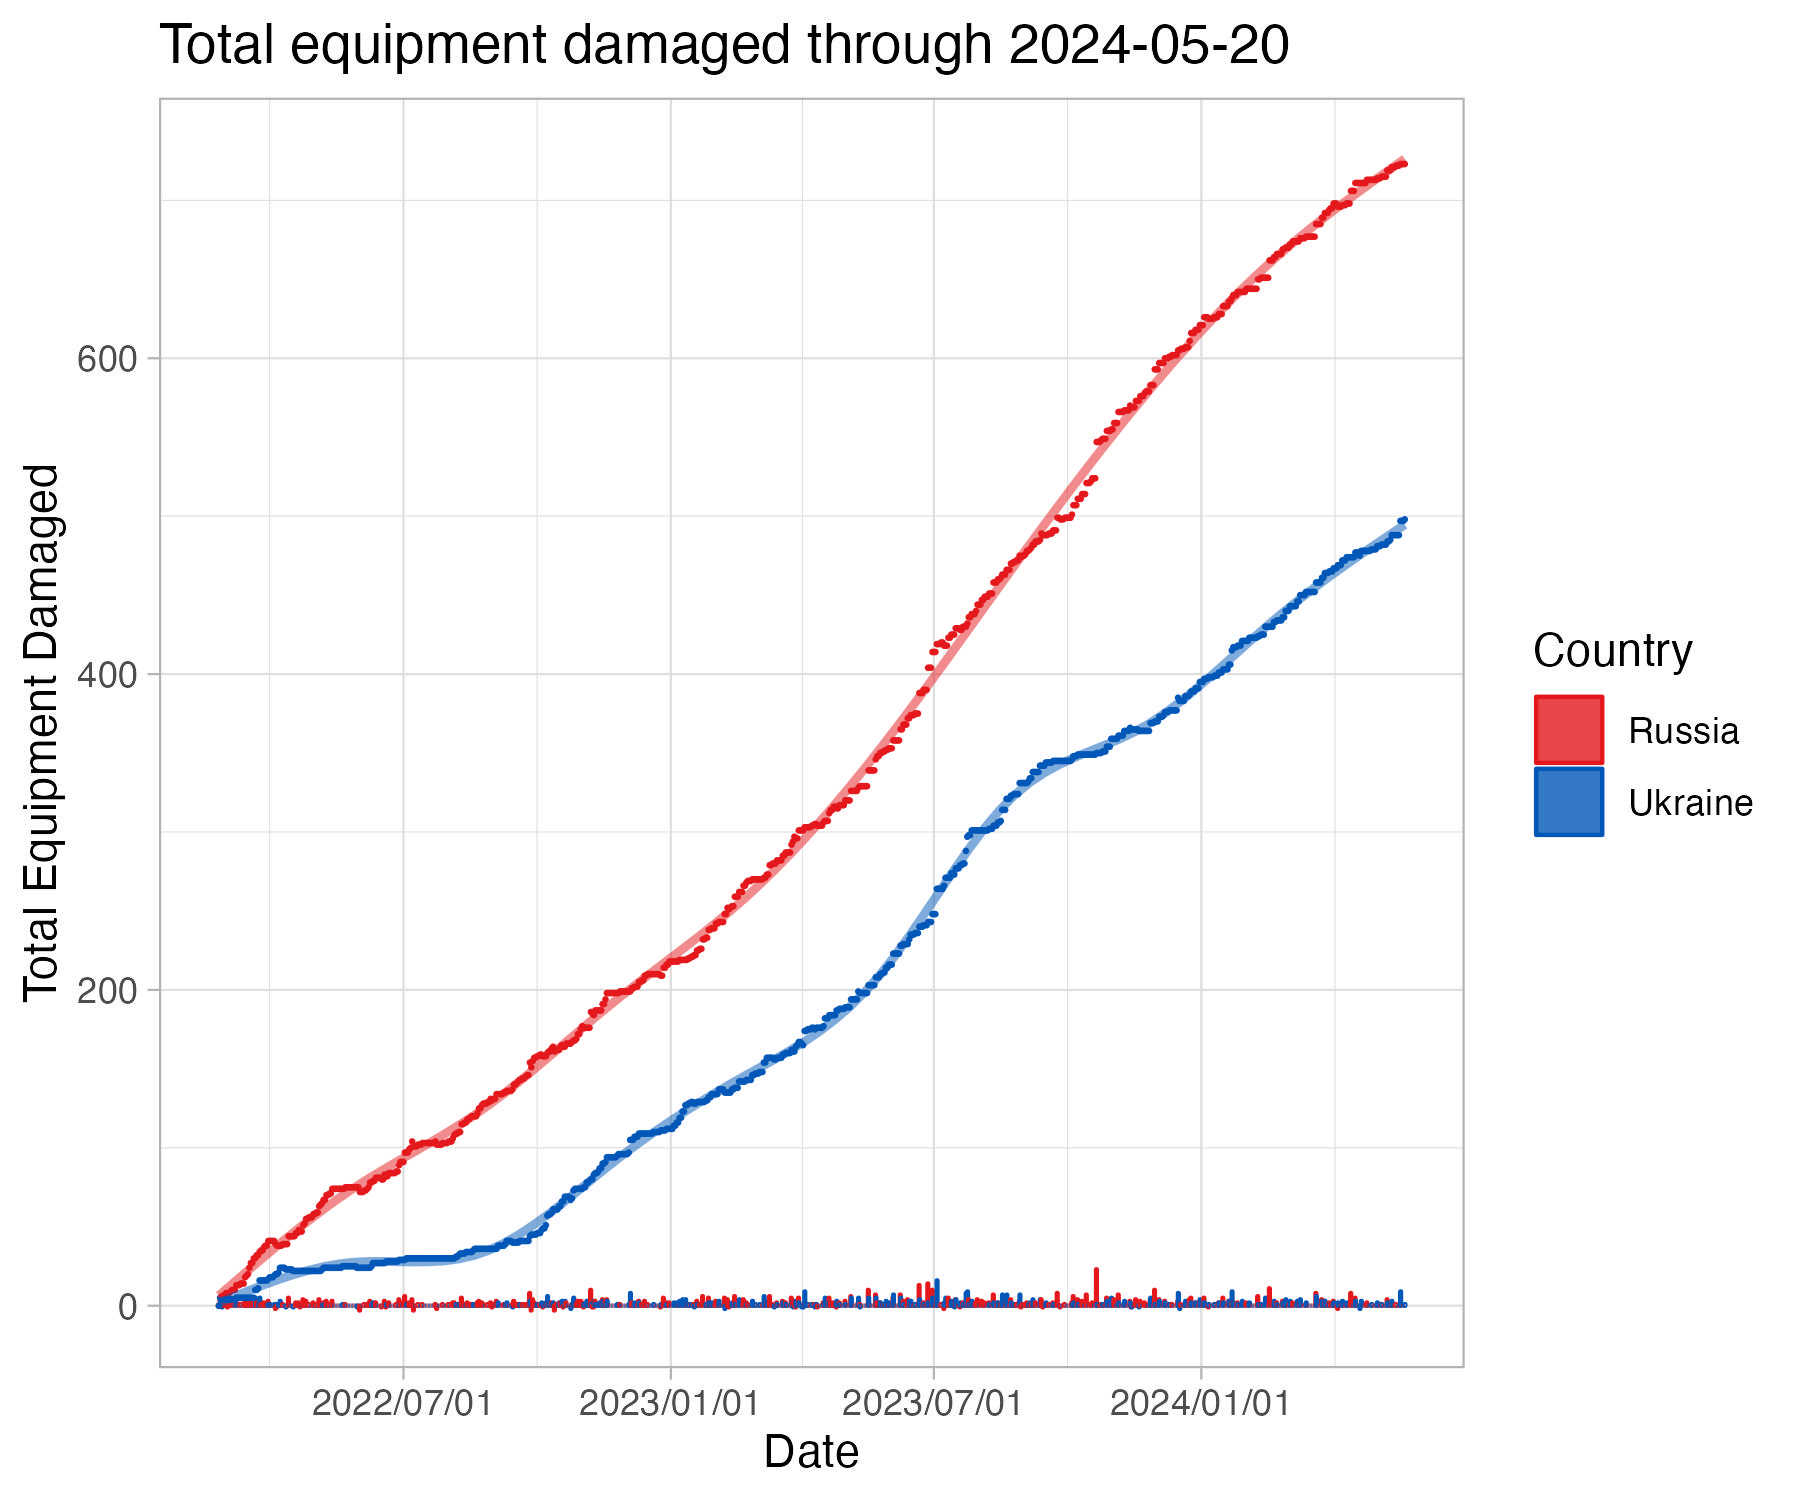 Total equipment damaged through 2024-05-20
Total Equipment Damaged
600
400
200
0
2022/07/01
2023/01/01
2023/07/01
2024/01/01
Date
Country
Russia
Ukraine